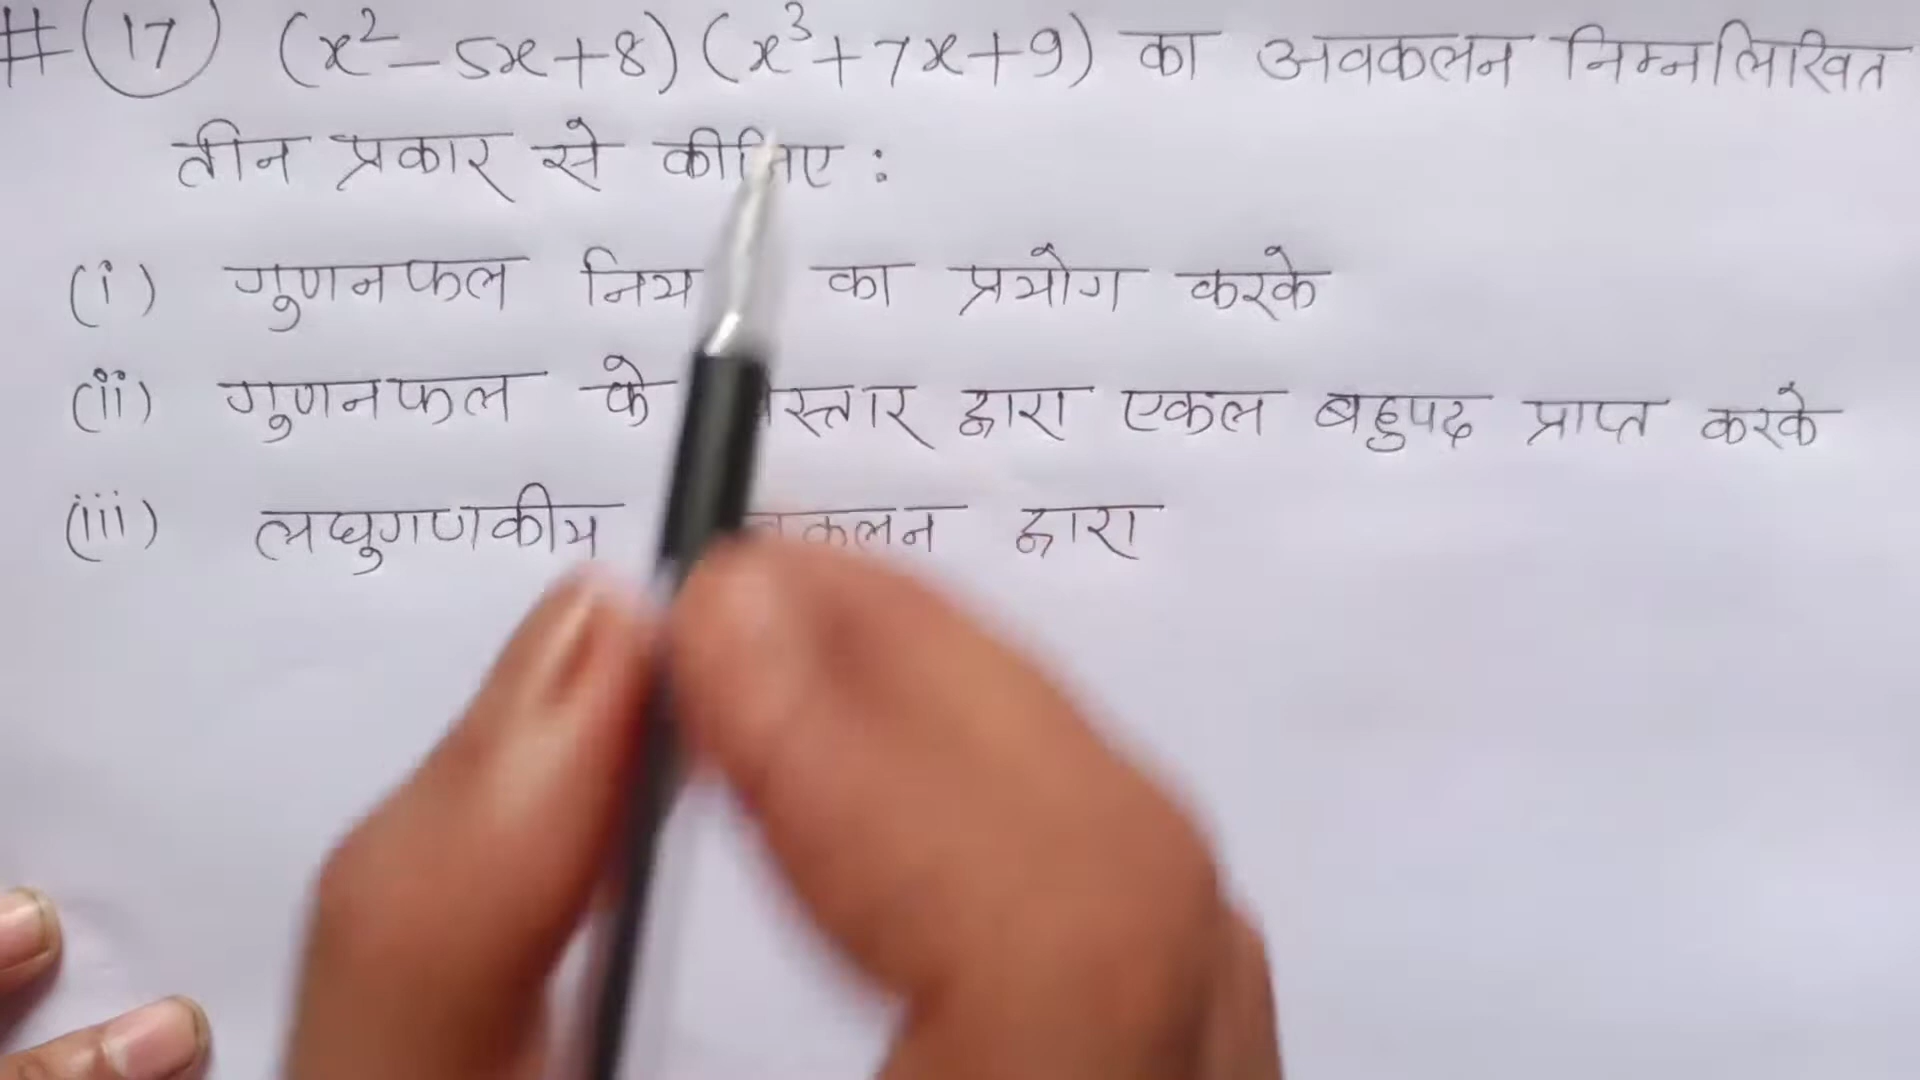 # 17 (x² - 5x + 8) (x³ + 7x + 9) का अवकलन निम्नलिखित
तीन प्रकार से कीजिए :
(i) गुणनफल का प्रयोग करके
(ii) गुणनफल के द्वारा एकल बहुपद प्राप्त करके
(iii) लघुगणकीय द्वारा